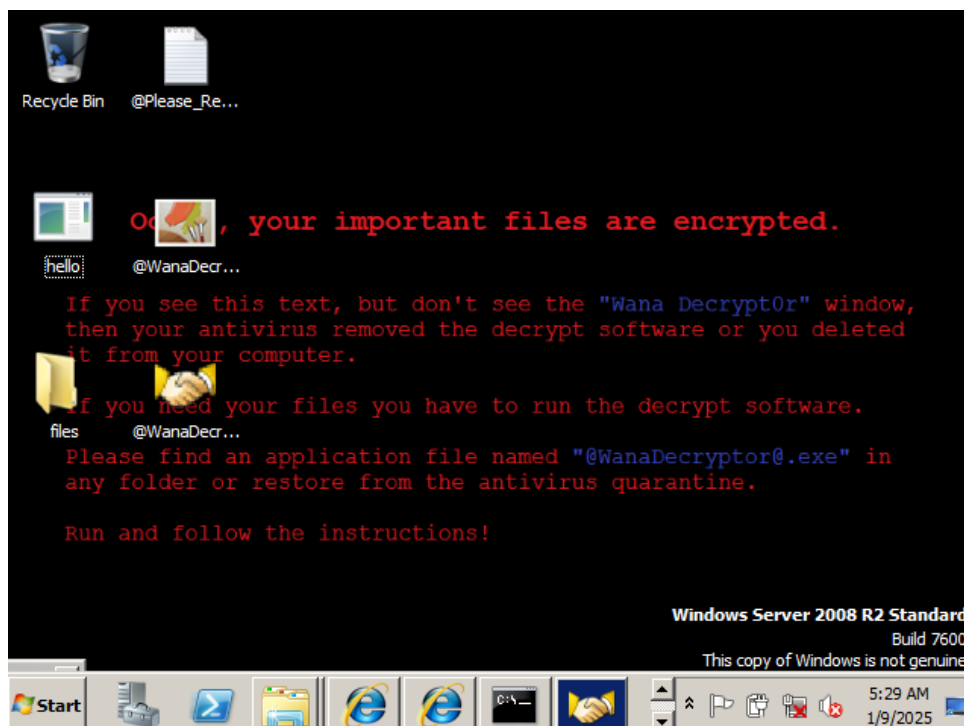 Recycle Bin
@Please_Re...
, your important files are encrypted.
hello
@WanaDecr...
If you see this text, but don't see the "Wana Decrypt0r" window,
then your antivirus removed the decrypt software or you deleted
it from your computer.
If you need your files you have to run the decrypt software.
files
@WanaDecr...
Please find an application file named "@WanaDecryptor@.exe" in
any folder or restore from the antivirus quarantine.
Run and follow the instructions!
Windows Server 2008 R2 Standard
Build 7600
This copy of Windows is not genuine
Start
C:\_
5:29 AM
1/9/2025